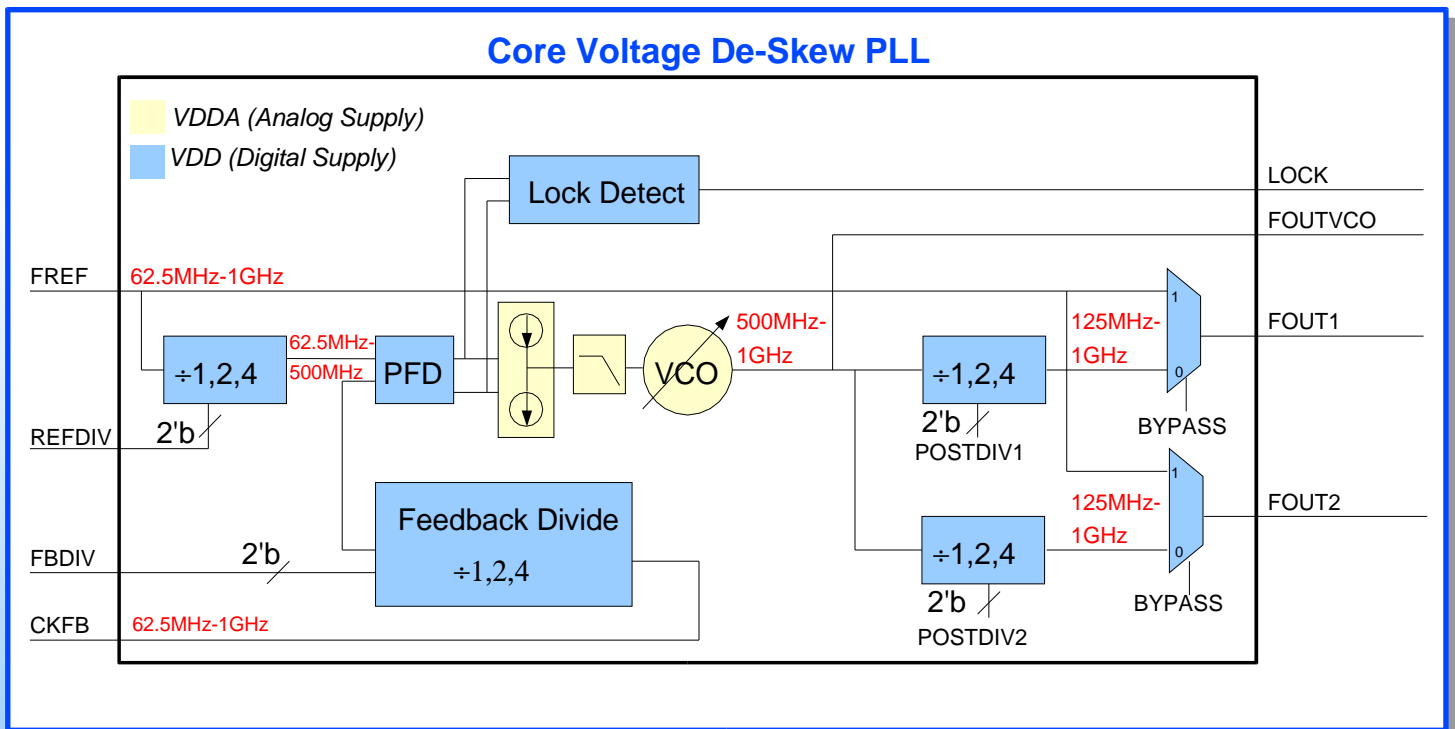 Core Voltage De-Skew PLL
VDDA (Analog Supply)
VDD (Digital Supply)
Lock Detect
LOCK
FOUTVCO
FREF
62.5MHz-1GHz
1
0
FOUT1
BYPASS
÷1,2,4
62.5MHz-
500MHz
PFD
VCO
500MHz-
1GHz
÷1,2,4
125MHz-
1GHz
2'b
POSTDIV1
REFDIV
2'b
Feedback Divide
÷1,2,4
FBDIV
2'b
CKFB
62.5MHz-1GHz
÷1,2,4
125MHz-
1GHz
2'b
POSTDIV2
1
0
FOUT2
BYPASS